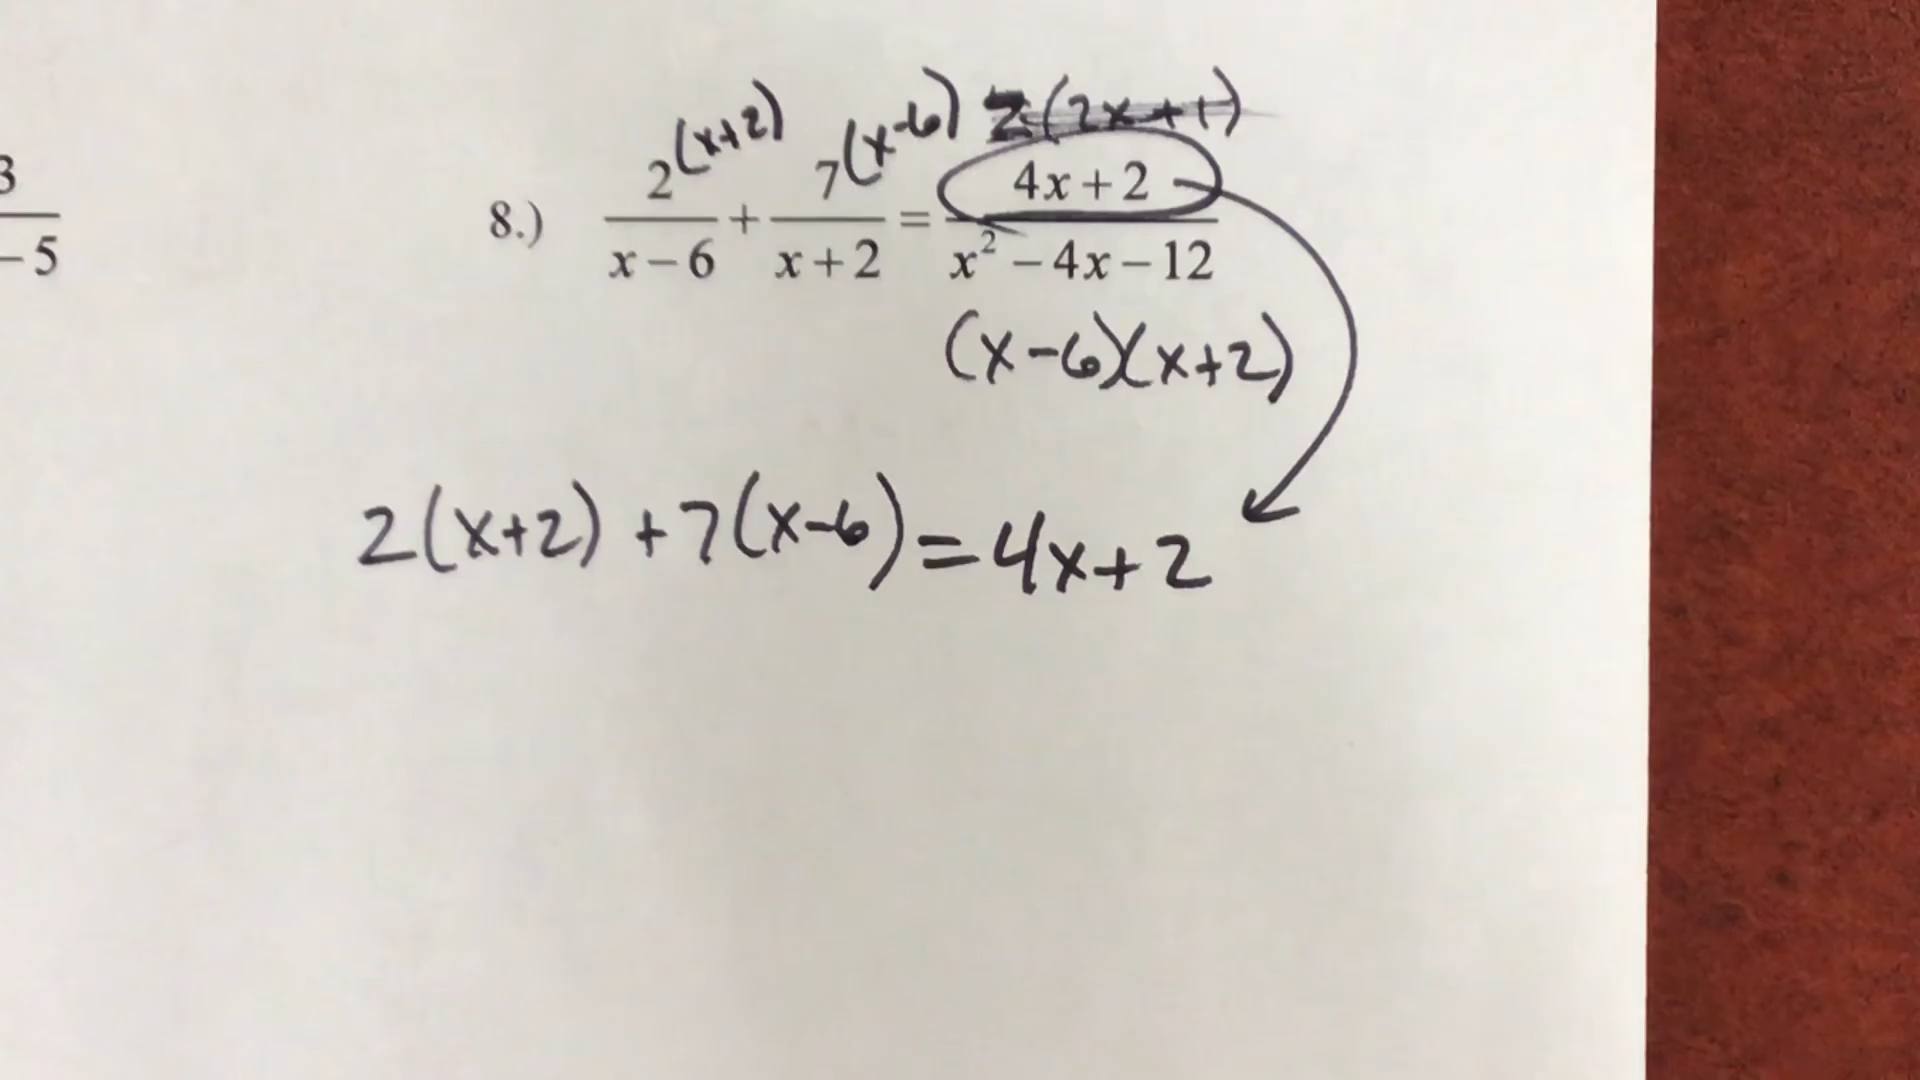 3
-5
(x+2) (x-6) 2(2x+1)
8.) 2/(x-6) + 7/(x+2) = (4x+2)/(x²-4x-12)
(x-6)(x+2)
2(x+2) +7(x-6) = 4x+2